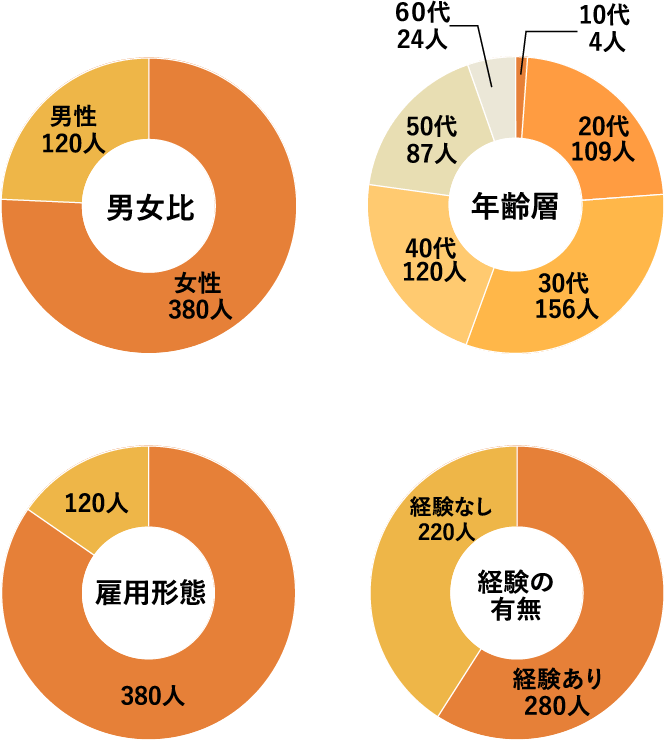 男性
120人
男女比
女性
380人
60代
24人
10代
4人
20代
109人
50代
87人
年齢層
40代
120人
30代
156人
120人
雇用形態
380人
経験なし
220人
経験の
有無
経験あり
280人